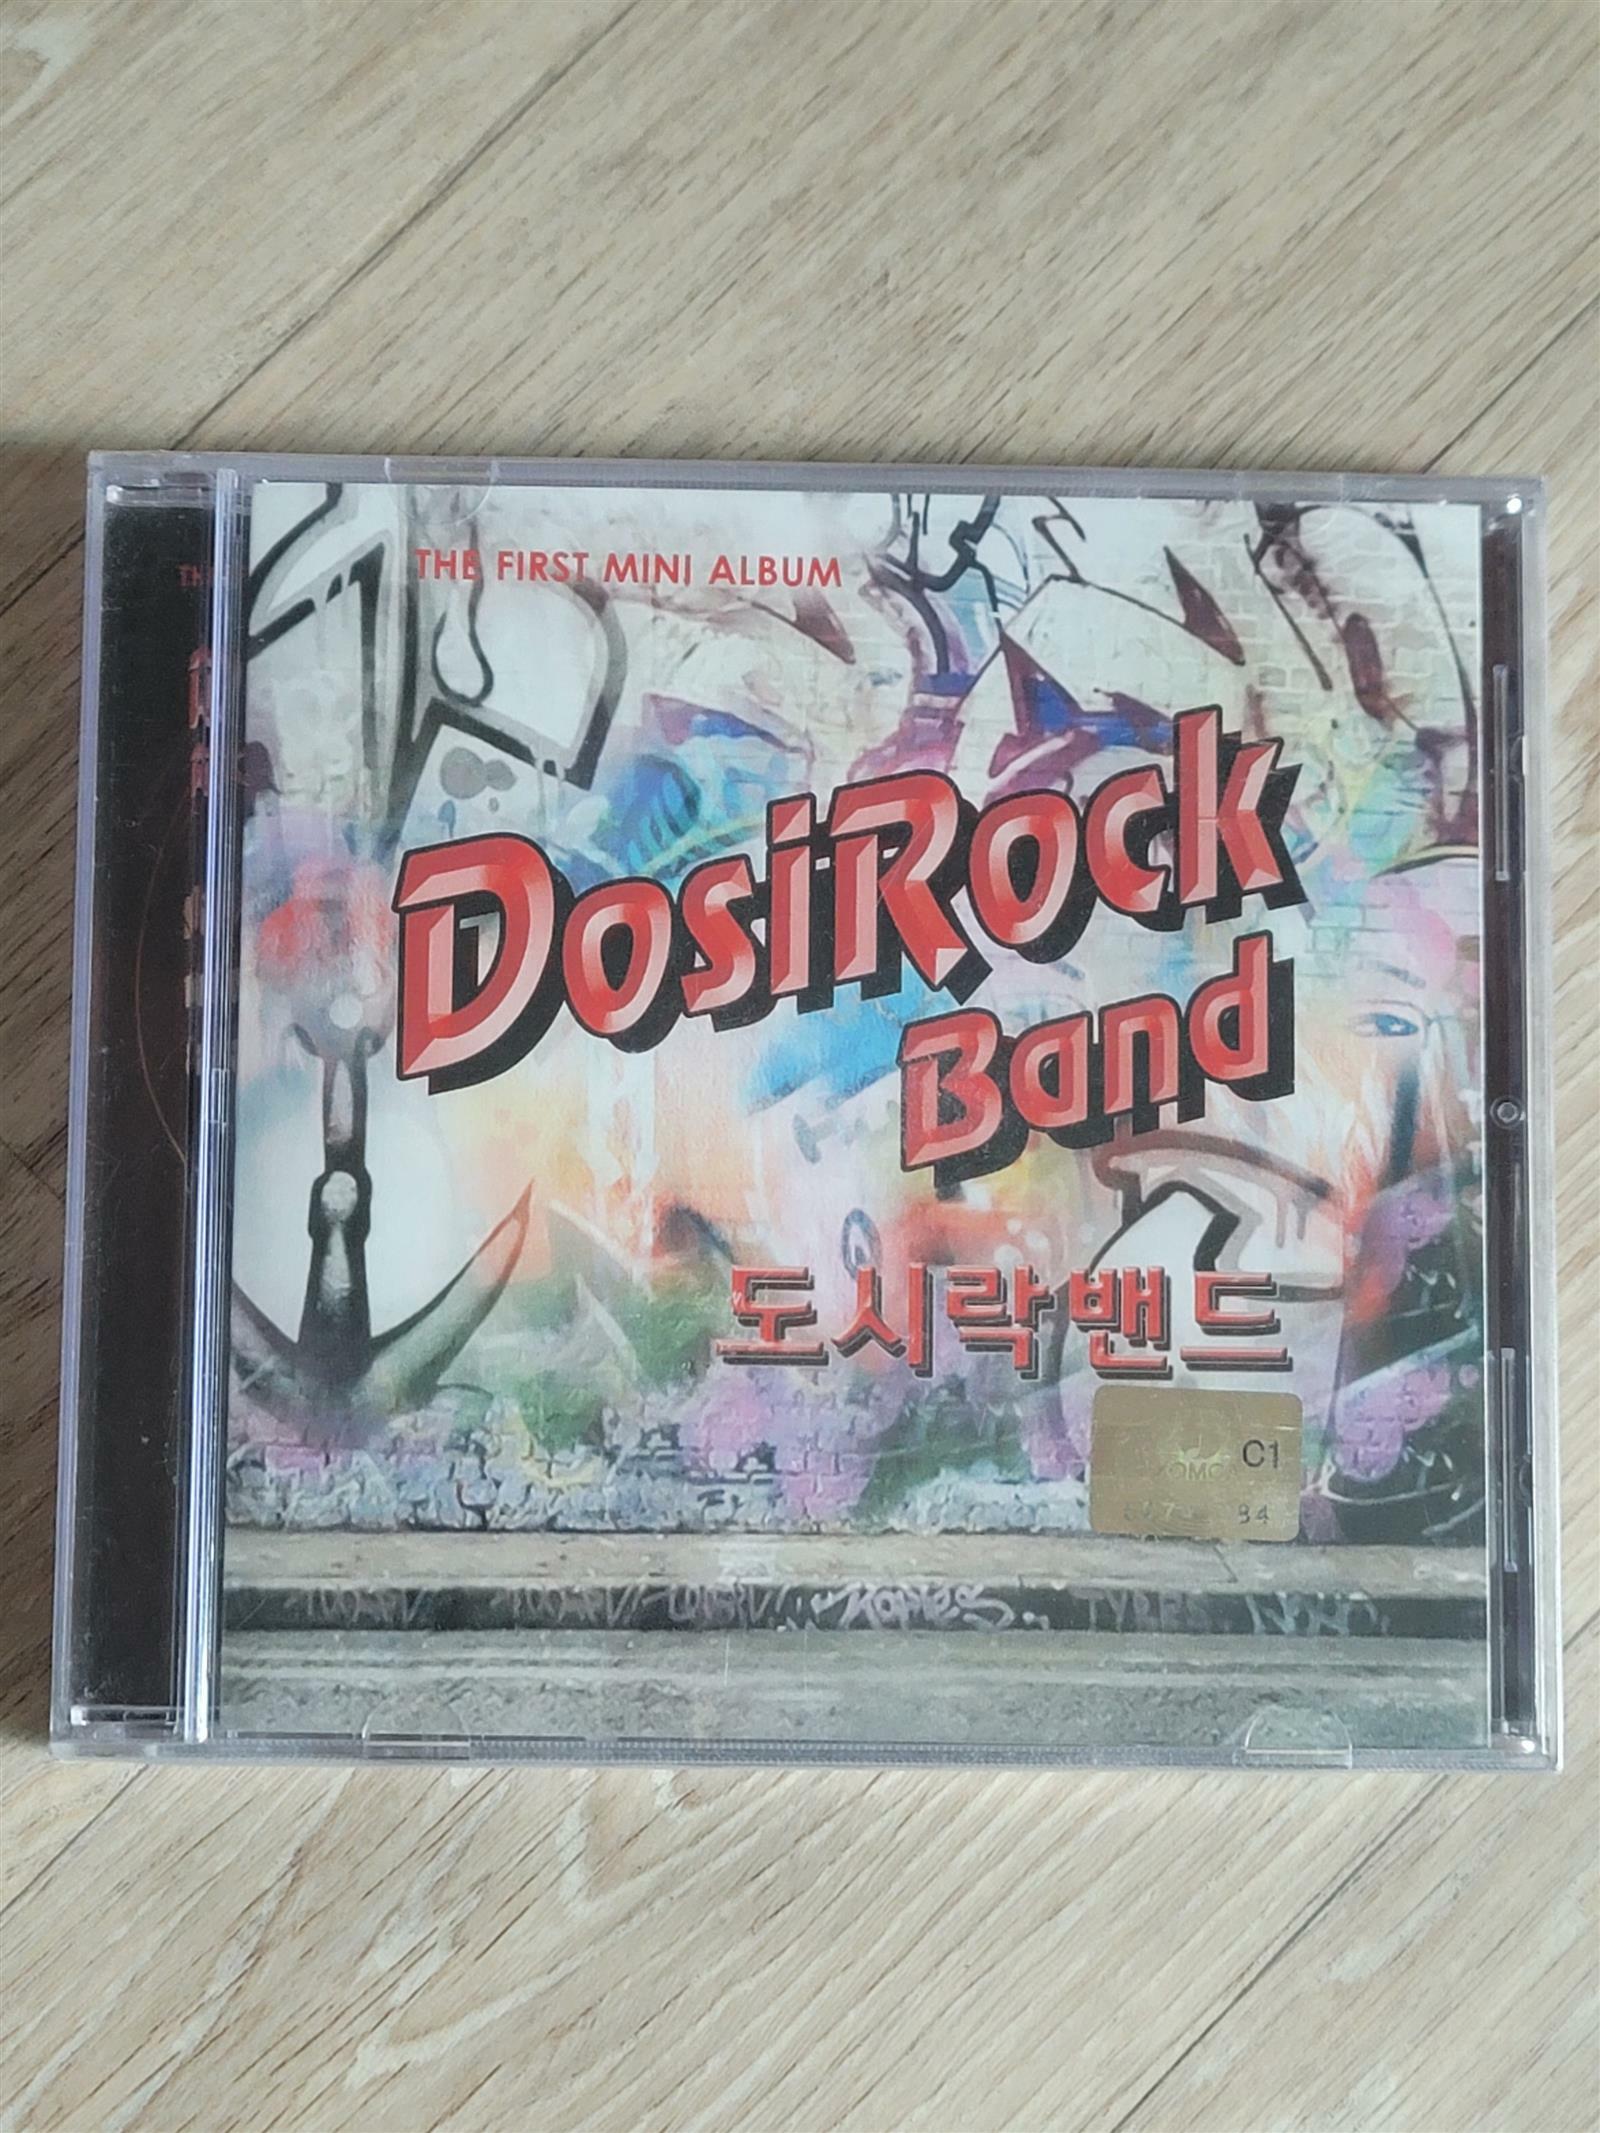 THE FIRST MINI ALBUM
DosiRock
Band
도시락밴드
C1